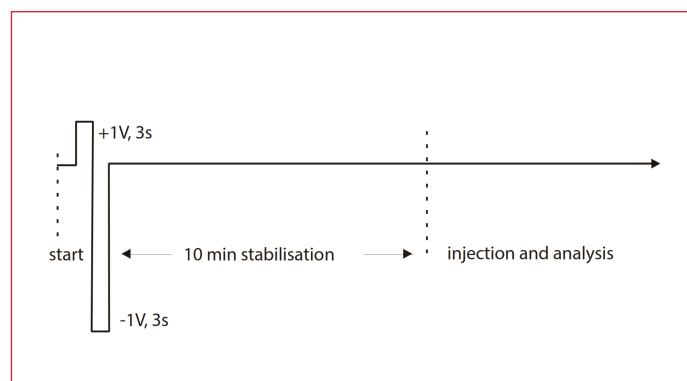 +1V, 3s
start
10 min stabilisation
injection and analysis
-1V, 3s